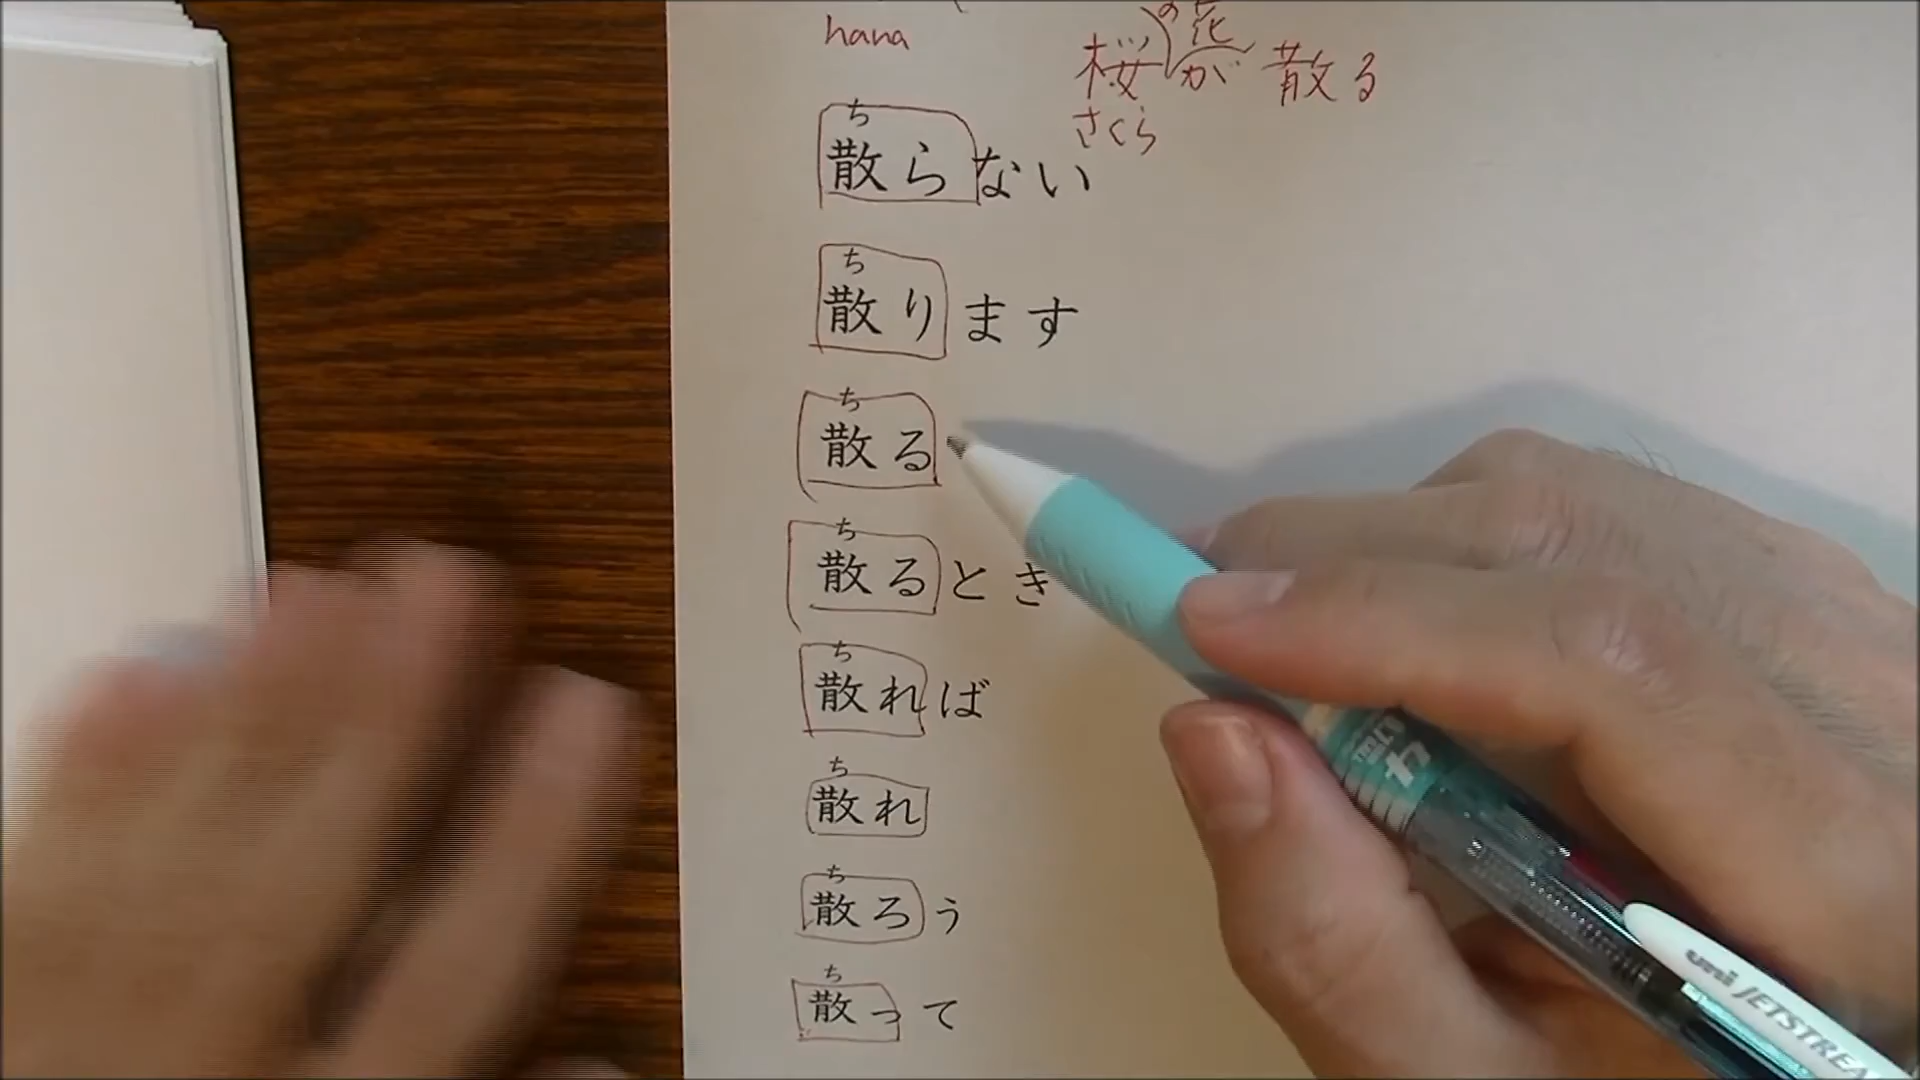 hana
桜の花が散る
さくら
ち
散らない
ち
散ります
ち
散る
ち
散るとき
ち
散れば
ち
散れ
ち
散ろう
ち
散って
uni JETSTREA